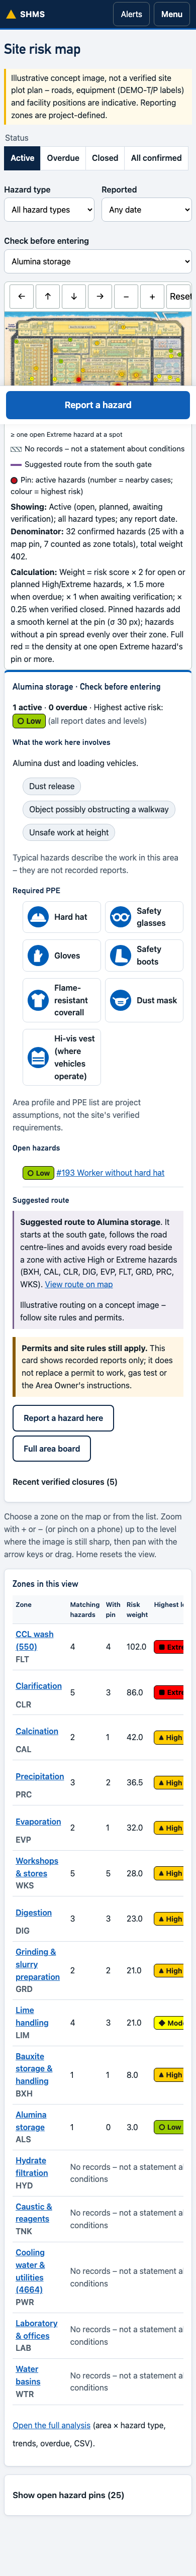 SHMS
Alerts
Menu
Site risk map
Illustrative concept image, not a verified site
plot plan – roads, equipment (DEMO-T/P labels)
and facility positions are indicative. Reporting
zones are project-defined.
Status
Active
Overdue
Closed
All confirmed
Hazard type
Reported
All hazard types
Any date
Check before entering
Alumina storage
←
↑
↓
→
−
+
Reset
Report a hazard
≥ one open Extreme hazard at a spot
No records – not a statement about conditions
Suggested route from the south gate
Pin: active hazards (number = nearby cases;
colour = highest risk)
Showing: Active (open, planned, awaiting
verification); all hazard types; any report date.
Denominator: 32 confirmed hazards (25 with a
map pin, 7 counted as zone totals), total weight
402.
Calculation: Weight = risk score × 2 for open or
planned High/Extreme hazards, × 1.5 more
when overdue; × 1 when awaiting verification; ×
0.25 when verified closed. Pinned hazards add
a smooth kernel at the pin (σ 30 px); hazards
without a pin spread evenly over their zone. Full
red = the density at one open Extreme hazard's
pin or more.
Alumina storage · Check before entering
1 active · 0 overdue · Highest active risk:
Low (all report dates and levels)
What the work here involves
Alumina dust and loading vehicles.
Dust release
Object possibly obstructing a walkway
Unsafe work at height
Typical hazards describe the work in this area
– they are not recorded reports.
Required PPE
Hard hat
Safety
glasses
Gloves
Safety
boots
Flame-
resistant
coverall
Dust mask
Hi-vis vest
(where
vehicles
operate)
Area profile and PPE list are project
assumptions, not the site's verified
requirements.
Open hazards
Low #193 Worker without hard hat
Suggested route
Suggested route to Alumina storage. It
starts at the south gate, follows the road
centre-lines and avoids every road beside
a zone with active High or Extreme hazards
(BXH, CAL, CLR, DIG, EVP, FLT, GRD, PRC,
WKS). View route on map
Illustrative routing on a concept image –
follow site rules and permits.
Permits and site rules still apply. This
card shows recorded reports only; it does
not replace a permit to work, gas test or
the Area Owner's instructions.
Report a hazard here
Full area board
Recent verified closures (5)
Choose a zone on the map or from the list. Zoom
with + or − (or pinch on a phone) up to the level
where the image is still sharp, then pan with the
arrow keys or drag. Home resets the view.
Zones in this view
Zone
Matching
hazards
With
pin
Risk
weight
Highest le
CCL wash
(550)
FLT
4
4
102.0
Extre
Clarification
CLR
5
3
86.0
Extre
Calcination
CAL
2
1
42.0
High
Precipitation
PRC
3
2
36.5
High
Evaporation
EVP
2
1
32.0
High
Workshops
& stores
WKS
5
5
28.0
High
Digestion
DIG
3
3
23.0
High
Grinding &
slurry
preparation
GRD
2
2
21.0
High
Lime
handling
LIM
4
3
21.0
Mode
Bauxite
storage &
handling
BXH
1
1
8.0
High
Alumina
storage
ALS
1
0
3.0
Low
Hydrate
filtration
HYD
No records – not a statement a
conditions
Caustic &
reagents
TNK
No records – not a statement a
conditions
Cooling
water &
utilities
(4664)
PWR
No records – not a statement a
conditions
Laboratory
& offices
LAB
No records – not a statement a
conditions
Water
basins
WTR
No records – not a statement a
conditions
Open the full analysis (area × hazard type,
trends, overdue, CSV).
Show open hazard pins (25)